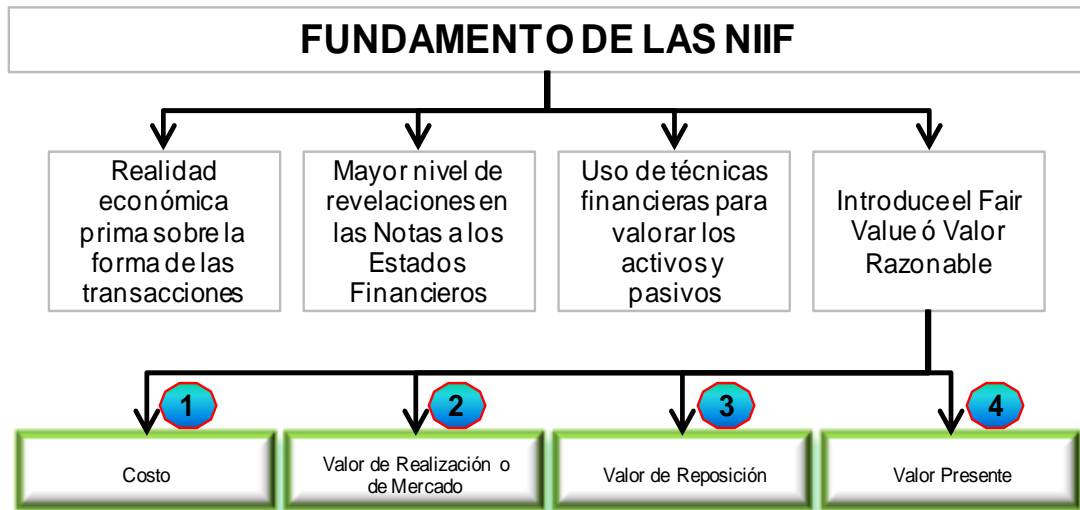 FUNDAMENTO DE LAS NIIF
Realidad
económica
prima sobre la
forma de las
transacciones
Mayor nivel de
revelaciones en
las Notas a los
Estados
Financieros
Uso de técnicas
financieras para
valorar los
activos y
pasivos
Introduce el Fair
Value ó Valor
Razonable
1
2
3
4
Costo
Valor de Realización o
de Mercado
Valor de Reposición
Valor Presente